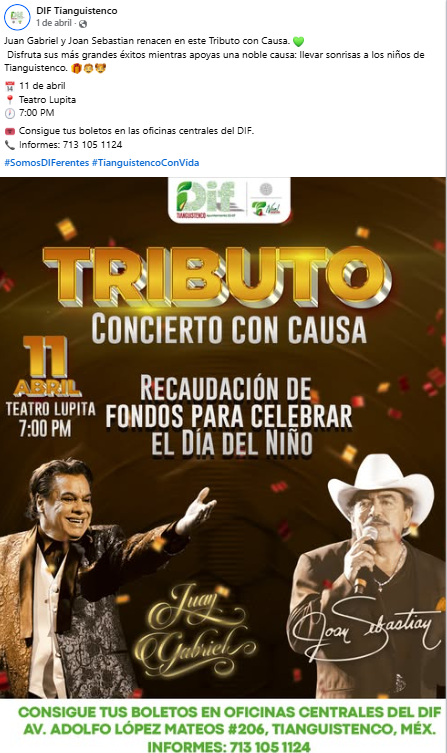 DIF Tianguistenco
1 de abril ·
Juan Gabriel y Joan Sebastian renacen en este Tributo con Causa. 💚
Disfruta sus más grandes éxitos mientras apoyas una noble causa: llevar sonrisas a los niños de
Tianguistenco.
11 de abril
Teatro Lupita
7:00 PM
Consigue tus boletos en las oficinas centrales del DIF.
Informes: 713 105 1124
#SomosDIFerentes #TianguistencoConVida
Dif
TIANGUISTENCO
TRIBUTO
CONCIERTO CON CAUSA
11
ABRIL
TEATRO LUPITA
7:00 PM
RECAUDACIÓN DE
FONDOS PARA CELEBRAR
EL DÍA DEL NIÑO
Juan
Gabriel
Joan Sebastian
CONSIGUE TUS BOLETOS EN OFICINAS CENTRALES DEL DIF
AV. ADOLFO LÓPEZ MATEOS #206, TIANGUISTENCO, MÉX.
INFORMES: 713 105 1124